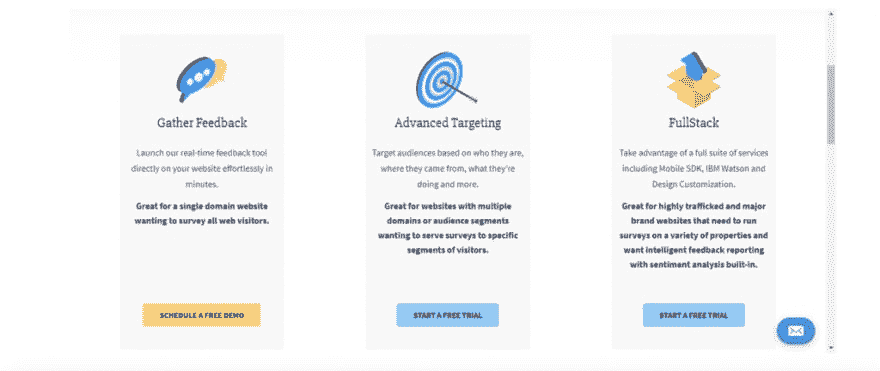 Gather Feedback
Launch our real-time feedback tool
directly on your website effortlessly in
minutes.
Great for a single domain website
wanting to survey all web visitors.
SCHEDULE A FREE DEMO
Advanced Targeting
Target audiences based on who they are,
where they came from, what they're
doing and more.
Great for websites with multiple
domains or audience segments
wanting to serve surveys to specific
segments of visitors.
START A FREE TRIAL
FullStack
Take advantage of a full suite of services
including Mobile SDK, IBM Watson and
Design Customization.
Great for highly trafficked and major
brand websites that need to run
surveys on a variety of properties and
want intelligent feedback reporting
with sentiment analysis built-in.
START A FREE TRIAL